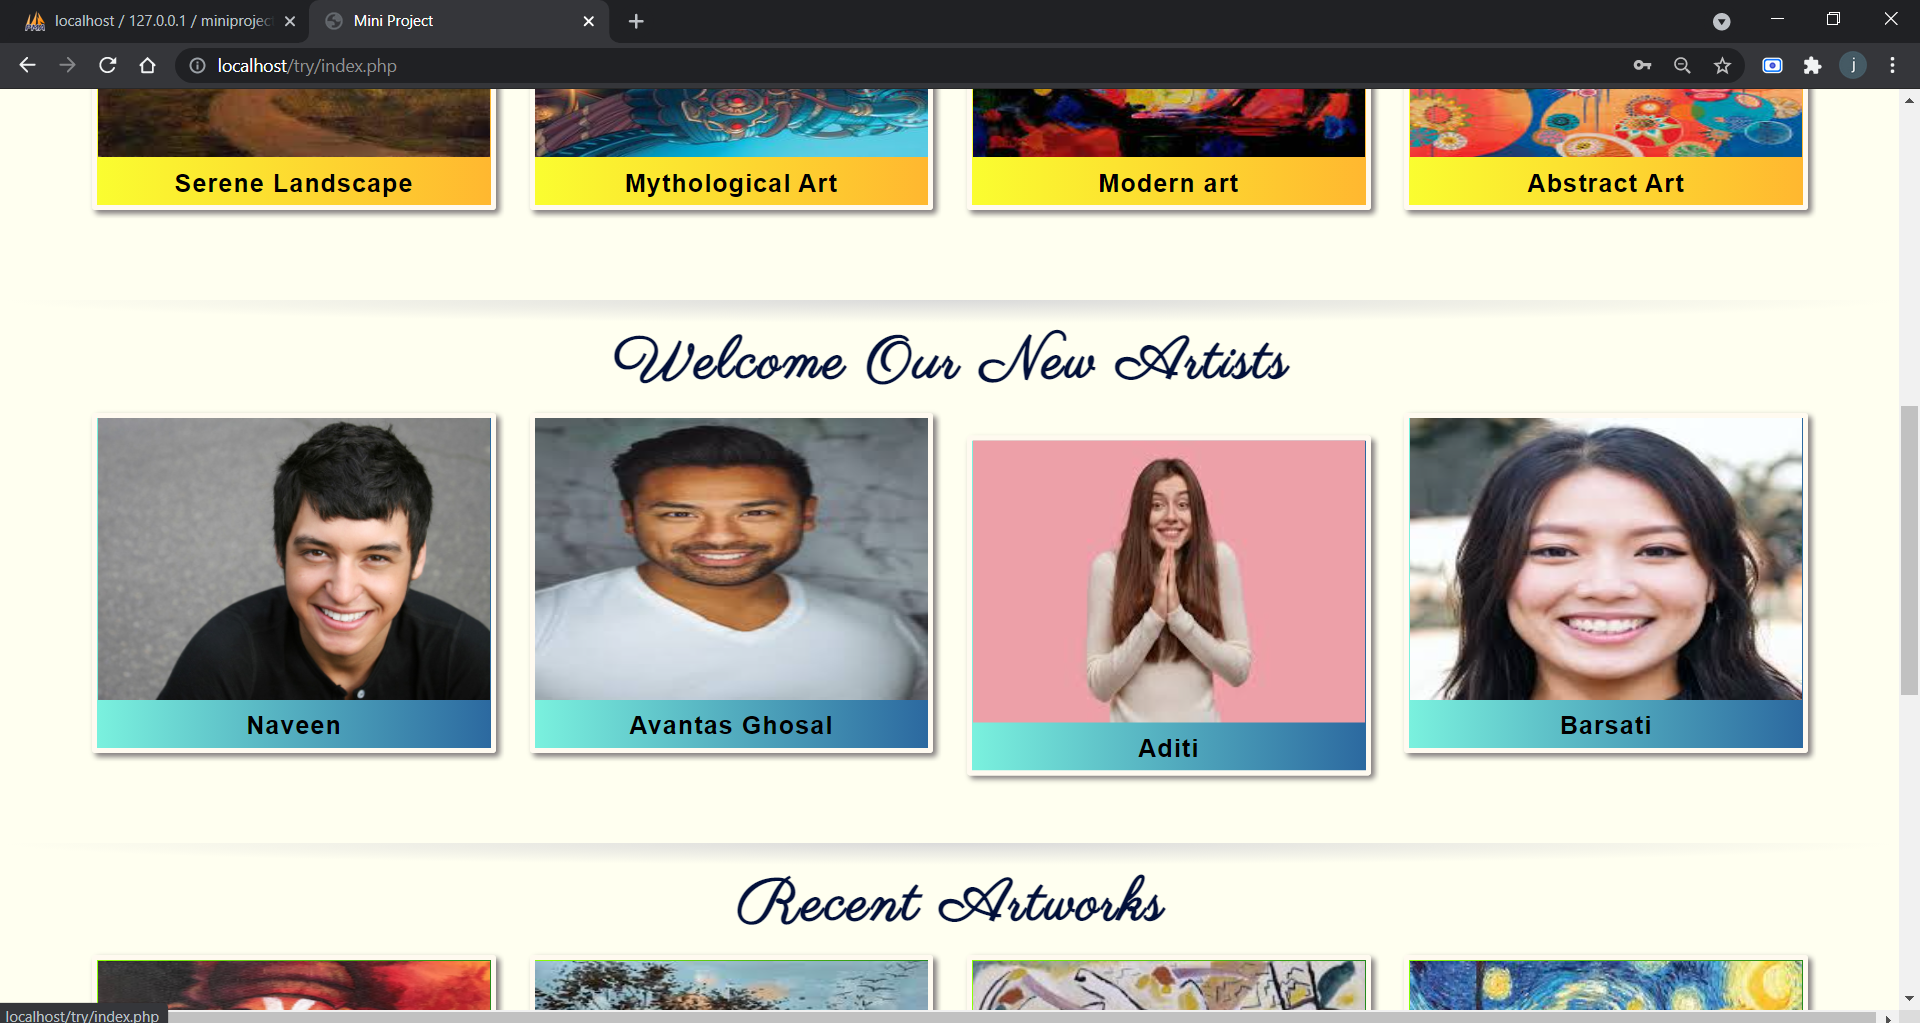 localhost / 127.0.0.1 / miniprojec
Mini Project
localhost/try/index.php
j
Serene Landscape
Mythological Art
Modern art
Abstract Art
Welcome Our New Artists
Naveen
Avantas Ghosal
Aditi
Barsati
Recent Artworks
localhost/try/index.php